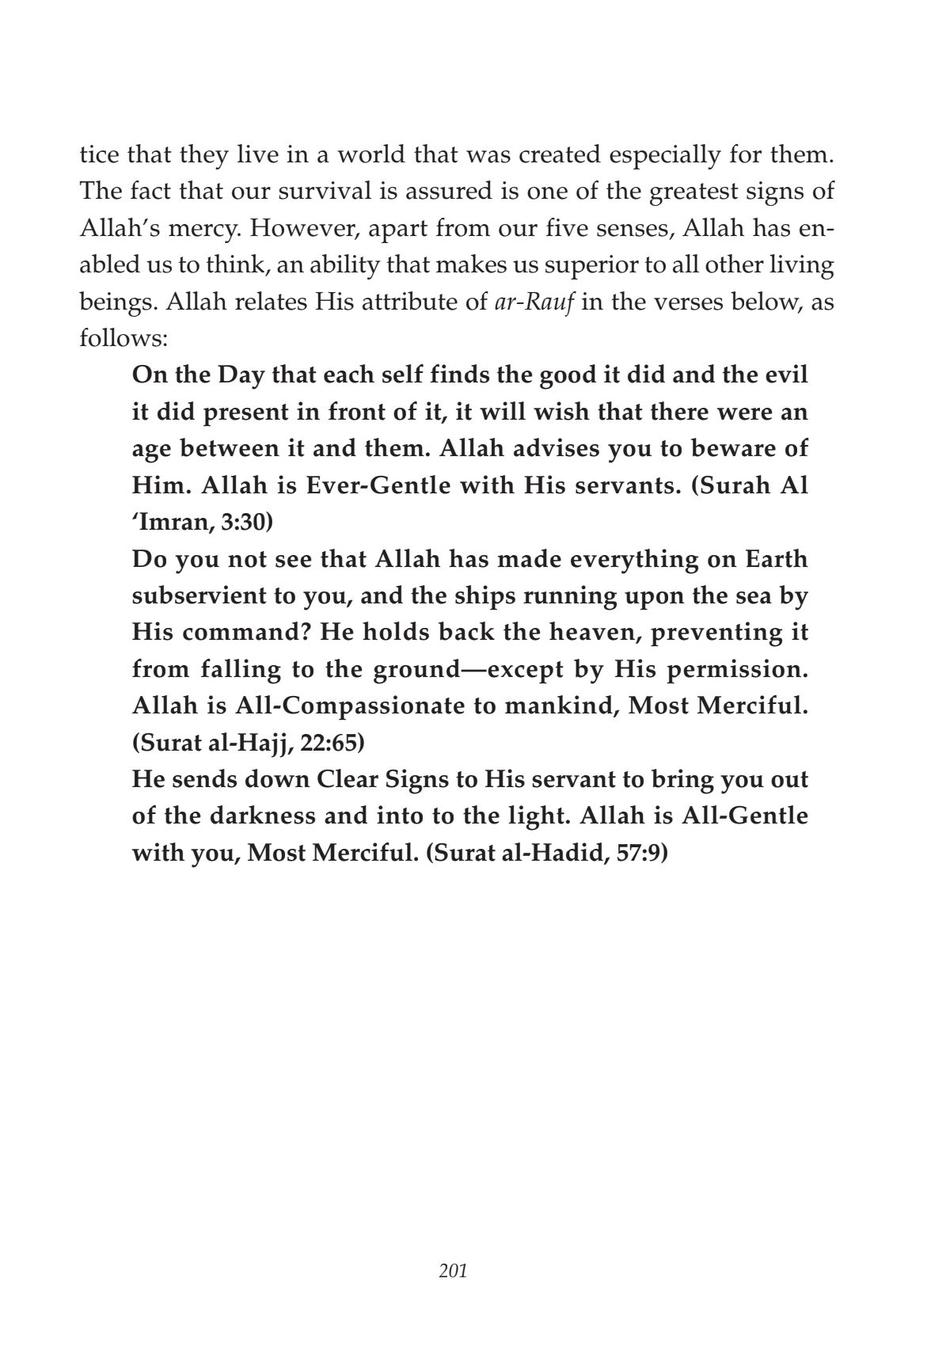 tice that they live in a world that was created especially for them.
The fact that our survival is assured is one of the greatest signs of
Allah’s mercy. However, apart from our five senses, Allah has en-
abled us to think, an ability that makes us superior to all other living
beings. Allah relates His attribute of ar-Rauf in the verses below, as
follows:
On the Day that each self finds the good it did and the evil
it did present in front of it, it will wish that there were an
age between it and them. Allah advises you to beware of
Him. Allah is Ever-Gentle with His servants. (Surah Al
‘Imran, 3:30)
Do you not see that Allah has made everything on Earth
subservient to you, and the ships running upon the sea by
His command? He holds back the heaven, preventing it
from falling to the ground—except by His permission.
Allah is All-Compassionate to mankind, Most Merciful.
(Surat al-Hajj, 22:65)
He sends down Clear Signs to His servant to bring you out
of the darkness and into to the light. Allah is All-Gentle
with you, Most Merciful. (Surat al-Hadid, 57:9)
201